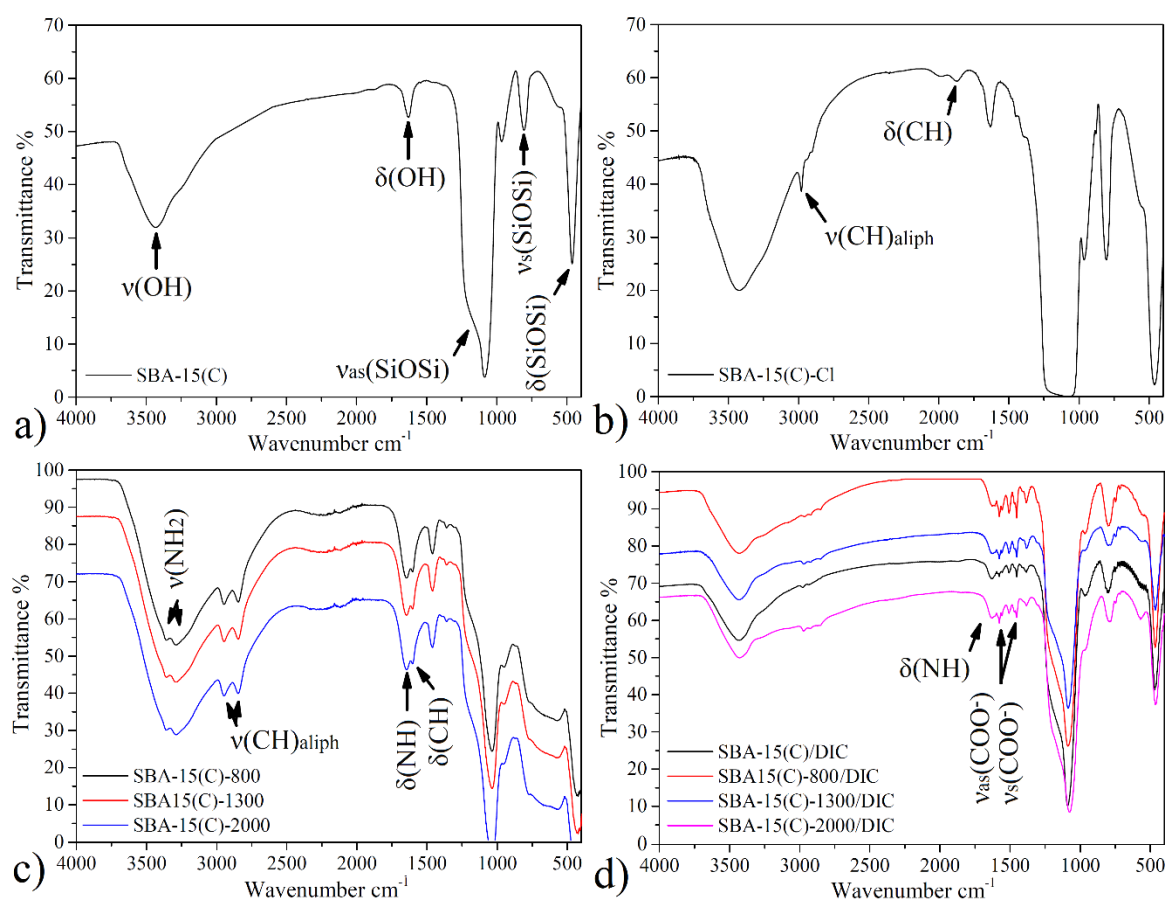 70
60
50
40
30
20
10
0
Transmittance %
ν(OH)
δ(OH)
νas(SiOSi)
νs(SiOSi)
δ(SiOSi)
SBA-15(C)
4000 3500 3000 2500 2000 1500 1000 500
Wavenumber cm-1
a)
70
60
50
40
30
20
10
0
Transmittance %
δ(CH)
ν(CH)aliph
SBA-15(C)-Cl
4000 3500 3000 2500 2000 1500 1000 500
Wavenumber cm-1
b)
100
90
80
70
60
50
40
30
20
10
0
Transmittance %
ν(NH2)
ν(CH)aliph
δ(NH)
δ(CH)
SBA-15(C)-800
SBA15(C)-1300
SBA-15(C)-2000
4000 3500 3000 2500 2000 1500 1000 500
Wavenumber cm-1
c)
100
90
80
70
60
50
40
30
20
10
0
Transmittance %
δ(NH)
νas(COO-)
νs(COO-)
SBA-15(C)/DIC
SBA15(C)-800/DIC
SBA-15(C)-1300/DIC
SBA-15(C)-2000/DIC
4000 3500 3000 2500 2000 1500 1000 500
Wavenumber cm-1
d)